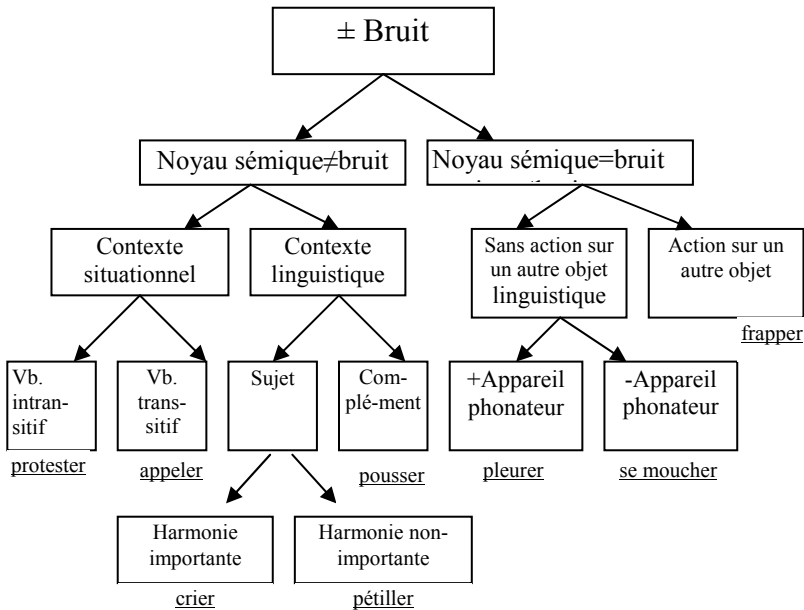 ± Bruit
Noyau sémique≠bruit
Noyau sémique=bruit
Contexte
situationnel
Contexte
linguistique
Sans action sur
un autre objet
linguistique
Action sur un
autre objet
frapper
Vb.
intran-
sitif
protester
Vb.
trans-
sitif
appeler
Sujet
Com-
plé-ment
pousser
+Appareil
phonateur
pleurer
-Appareil
phonateur
se moucher
Harmonie
importante
crier
Harmonie non-
importante
pétiller